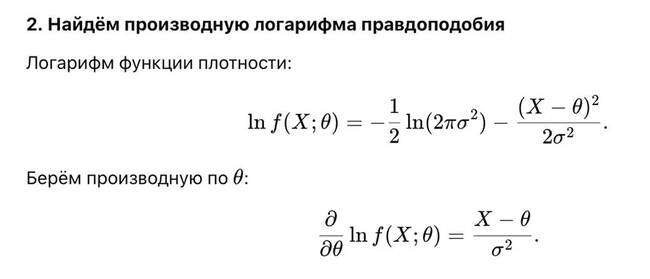 2. Найдём производную логарифма правдоподобия
Логарифм функции плотности:
ln f(X; θ) = −1/2 ln(2πσ²) − (X − θ)²/2σ².
Берём производную по θ:
∂/∂θ ln f(X; θ) = X − θ/σ².